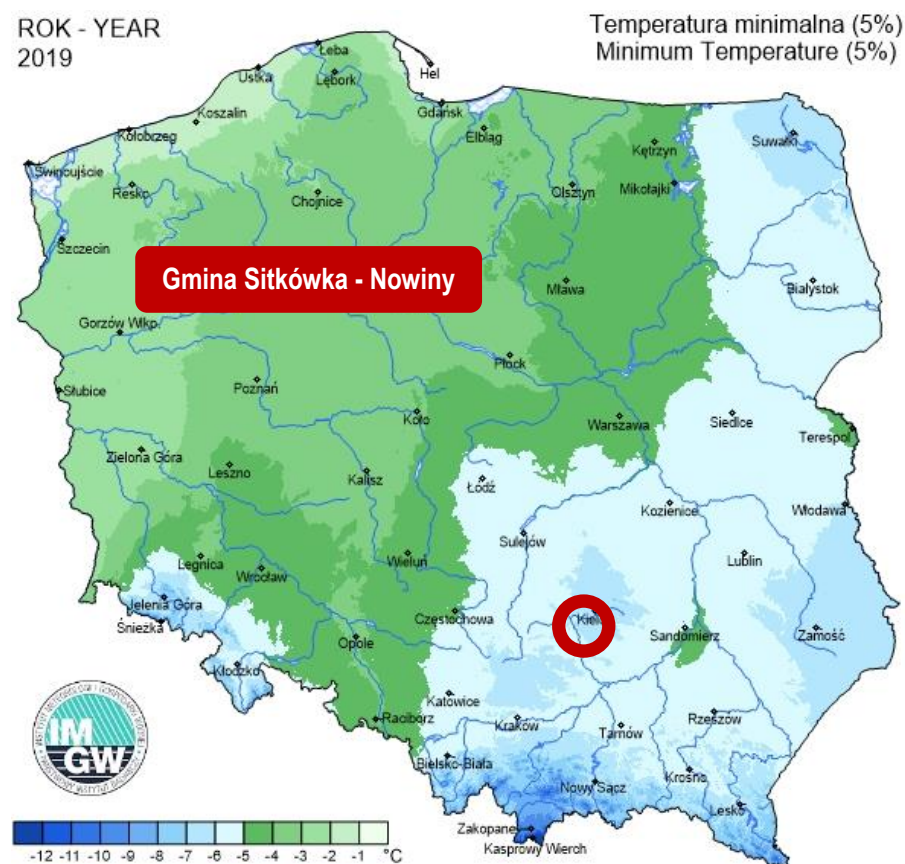 ROK - YEAR
2019
Temperatura minimalna (5%)
Minimum Temperature (5%)
Łeba
Hel
Ustka
Lębork
Koszalin
Gdańsk
Kołobrzeg
Elbląg
Suwałki
Kętrzyn
Świnoujście
Resko
Chojnice
Olsztyn
Mikołajki
Szczecin
Gmina Sitkówka - Nowiny
Mława
Białystok
Gorzów Wlkp.
Płock
Słubice
Poznań
Koło
Warszawa
Siedlce
Terespol
Zielona Góra
Leszno
Kalisz
Łódź
Kozienice
Włodawa
Sulejów
Legnica
Wrocław
Wieluń
Lublin
Jelenia Góra
Śnieżka
Częstochowa
Opole
Sandomierz
Zamość
Kłodzko
Katowice
Racibórz
Kraków
Tarnów
Rzeszów
Bielsko-Biała
Nowy Sącz
Krosno
Lesko
Zakopane
Kasprowy Wierch
IM
GW
-12 -11 -10 -9 -8 -7 -6 -5 -4 -3 -2 -1 °C